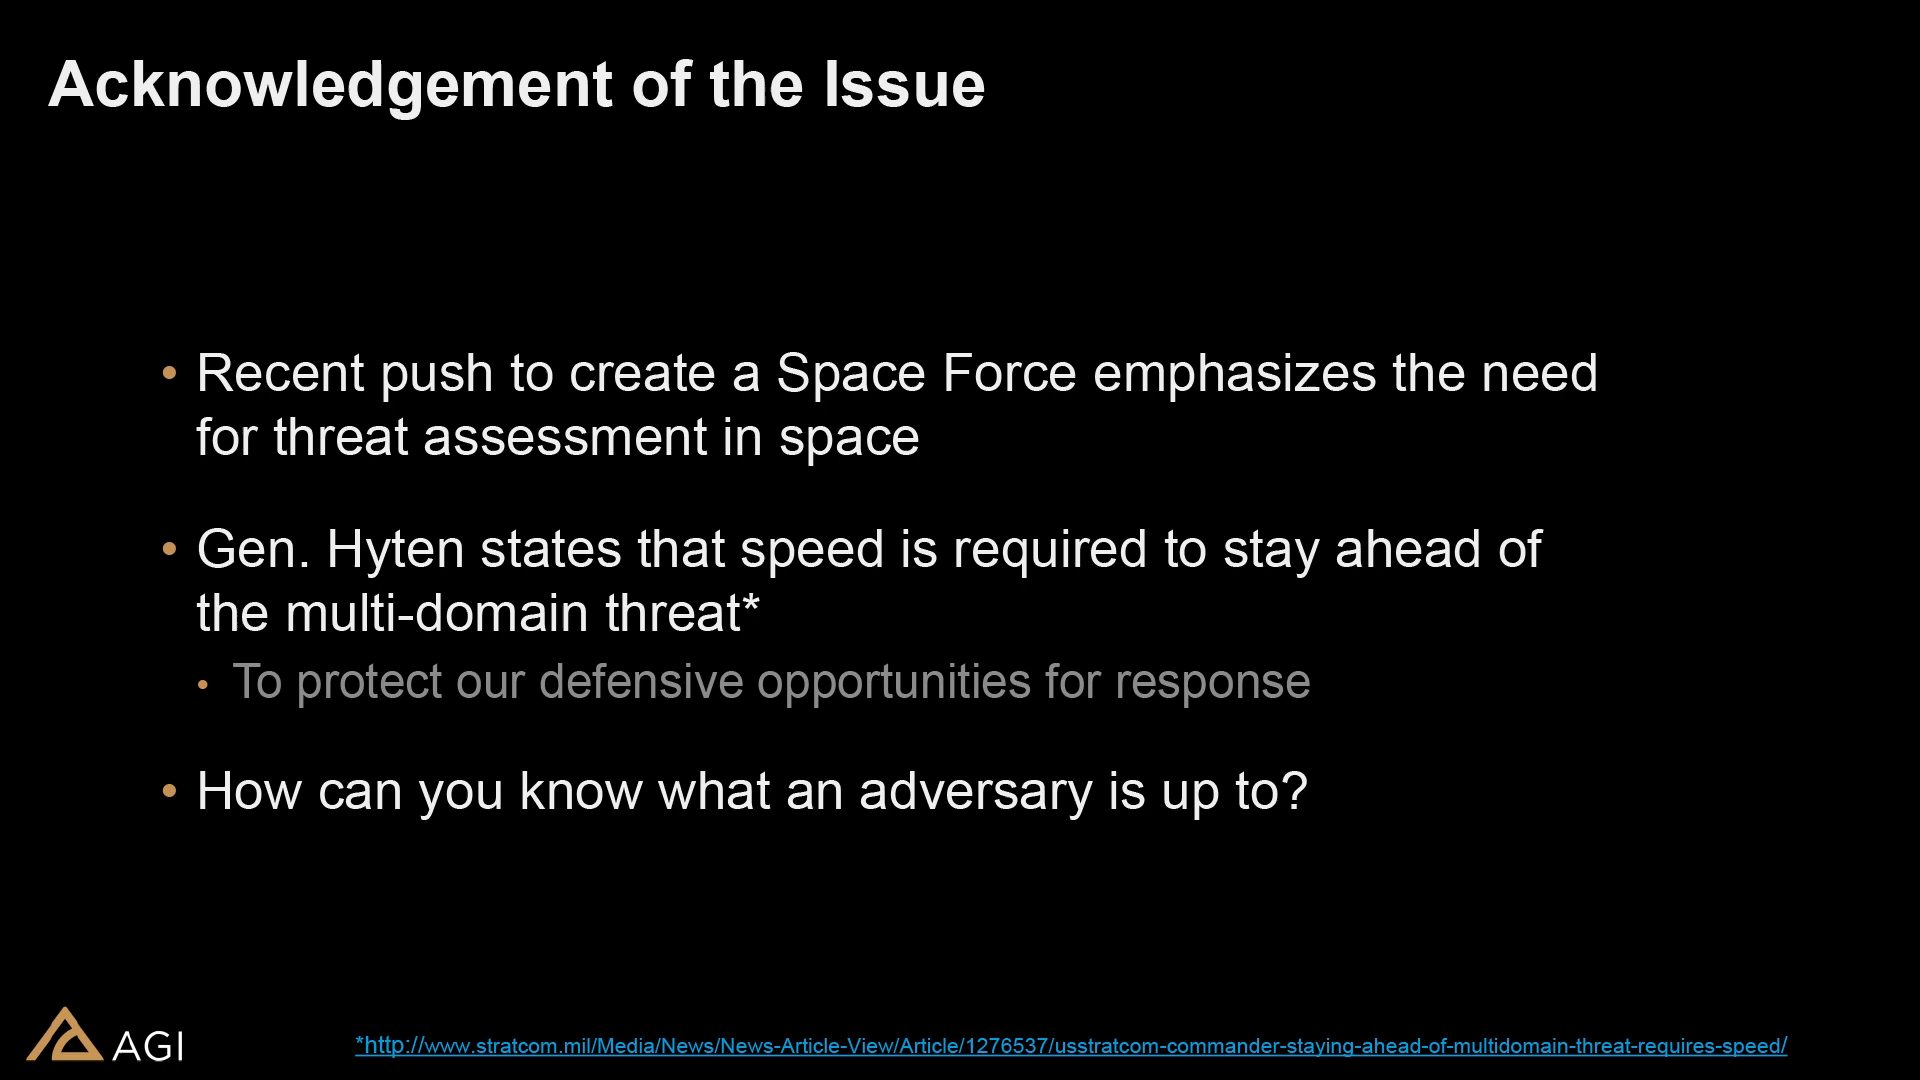 Acknowledgement of the Issue
• Recent push to create a Space Force emphasizes the need
for threat assessment in space
• Gen. Hyten states that speed is required to stay ahead of
the multi-domain threat*
• To protect our defensive opportunities for response
• How can you know what an adversary is up to?
AGI
*http://www.stratcom.mil/Media/News/News-Article-View/Article/1276537/usstratcom-commander-staying-ahead-of-multidomain-threat-requires-speed/